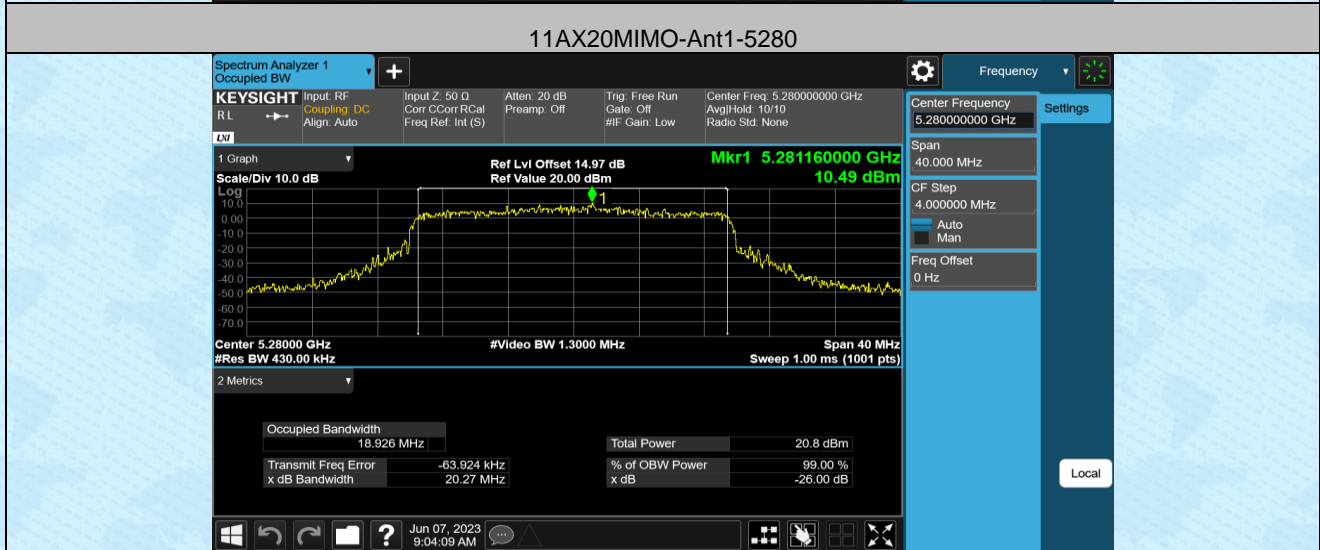 11AX20MIMO-Ant1-5280
Spectrum Analyzer 1
Occupied BW
+
Frequency
KEYSIGHT
R L
LXI
Input: RF
Coupling: DC
Align: Auto
Input Z: 50 Ω
Corr CCorr RCal
Freq Ref: Int (S)
Atten: 20 dB
Preamp: Off
Trig: Free Run
Gate: Off
#IF Gain: Low
Center Freq: 5.280000000 GHz
Avg|Hold: 10/10
Radio Std: None
Center Frequency
5.280000000 GHz
Settings
Span
40.000 MHz
CF Step
4.000000 MHz
Auto
Man
Freq Offset
0 Hz
Local
1 Graph
Scale/Div 10.0 dB
Ref Lvl Offset 14.97 dB
Ref Value 20.00 dBm
Mkr1 5.281160000 GHz
10.49 dBm
Log
10.0
0.00
-10.0
-20.0
-30.0
-40.0
-50.0
-60.0
-70.0
1
Center 5.28000 GHz
#Res BW 430.00 kHz
#Video BW 1.3000 MHz
Span 40 MHz
Sweep 1.00 ms (1001 pts)
2 Metrics
Occupied Bandwidth
18.926 MHz
Total Power 20.8 dBm
Transmit Freq Error -63.924 kHz
% of OBW Power 99.00 %
x dB Bandwidth 20.27 MHz
x dB -26.00 dB
?
Jun 07, 2023
9:04:09 AM